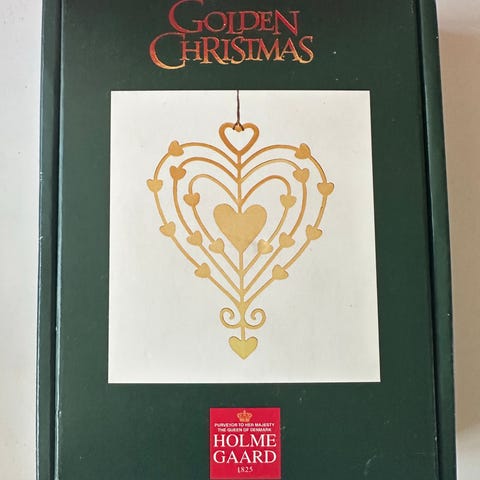 GOLDEN
CHRISTMAS
PURVEYOR TO HER MAJESTY
THE QUEEN OF DENMARK
HOLME
GAARD
1825